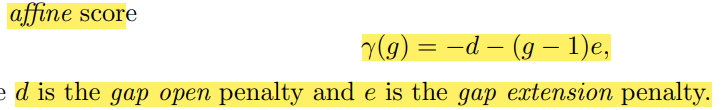 affine score
γ(g) = −d − (g − 1)e,
e d is the gap open penalty and e is the gap extension penalty.